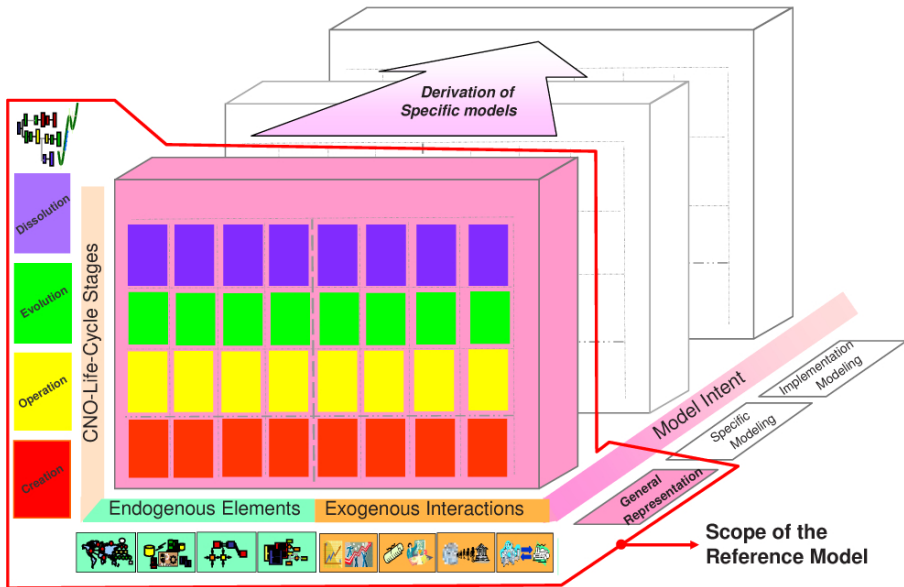 Derivation of
Specific models
Dissolution
Evolution
Operation
Creation
CNO-Life-Cycle Stages
Endogenous Elements
Exogenous Interactions
Model Intent
Implementation
Modeling
Specific
Modeling
General
Representation
Scope of the
Reference Model